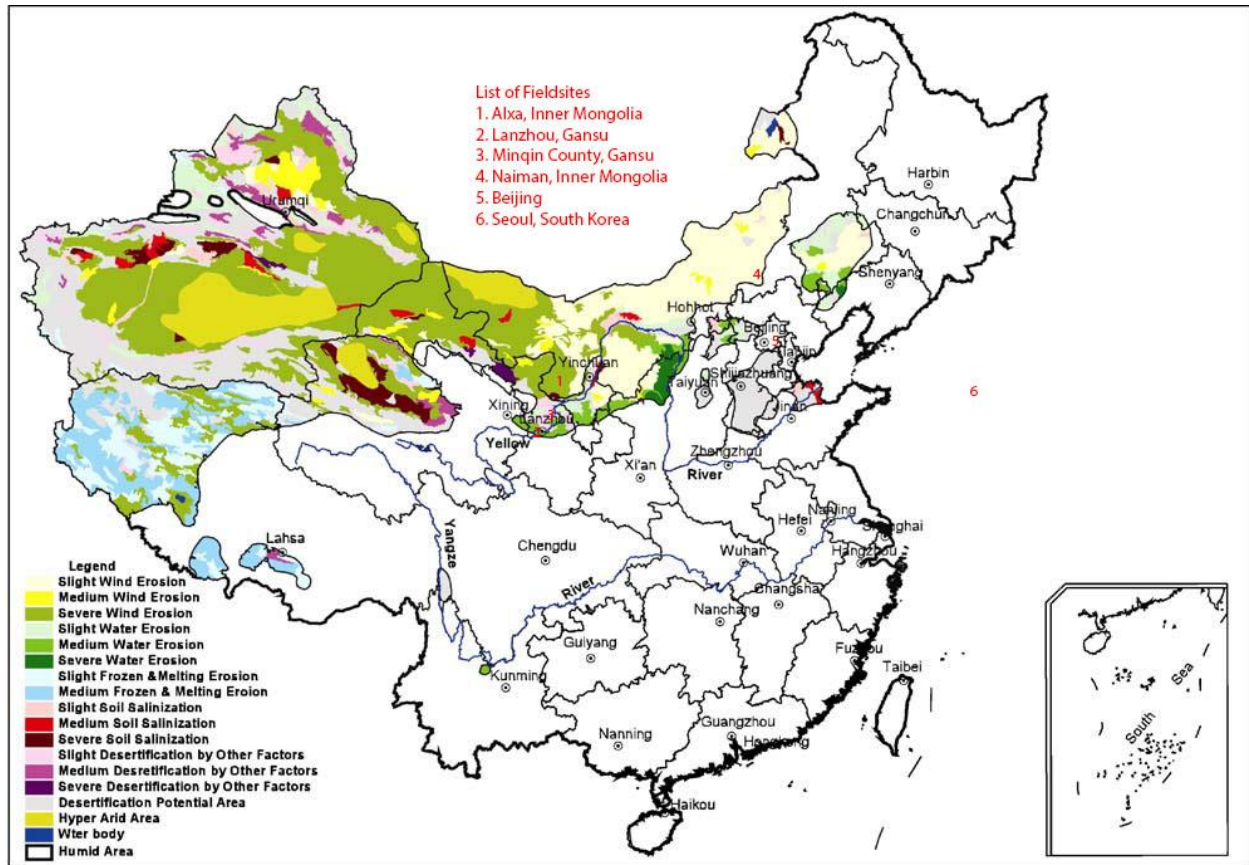 List of Fieldsites
1. Alxa, Inner Mongolia
2. Lanzhou, Gansu
3. Minqin County, Gansu
4. Naiman, Inner Mongolia
5. Beijing
6. Seoul, South Korea
Harbin
Changchun
Urumqi
Shenyang
4
Hohhot
Beijing
5
Tianjin
Yinchuan
1
Shijiazhuang
Taiyuan
6
Xining
3
Lanzhou
2
Jinan
Yellow
River
Zhengzhou
Xi'an
Nanjing
Hefei
Shanghai
Lahsa
Yangze
River
Chengdu
Wuhan
Hangzhou
Changsha
Nanchang
Guiyang
Fuzhou
Taibei
Kunming
Guangzhou
Hongkong
Nanning
Haikou
South
Sea
Legend
Slight Wind Erosion
Medium Wind Erosion
Severe Wind Erosion
Slight Water Erosion
Medium Water Erosion
Severe Water Erosion
Slight Frozen &Melting Erosion
Medium Frozen & Melting Eroion
Slight Soil Salinization
Medium Soil Salinization
Severe Soil Salinization
Slight Desertification by Other Factors
Medium Desretification by Other Factors
Severe Desertification by Other Factors
Desertification Potential Area
Hyper Arid Area
Wter body
Humid Area